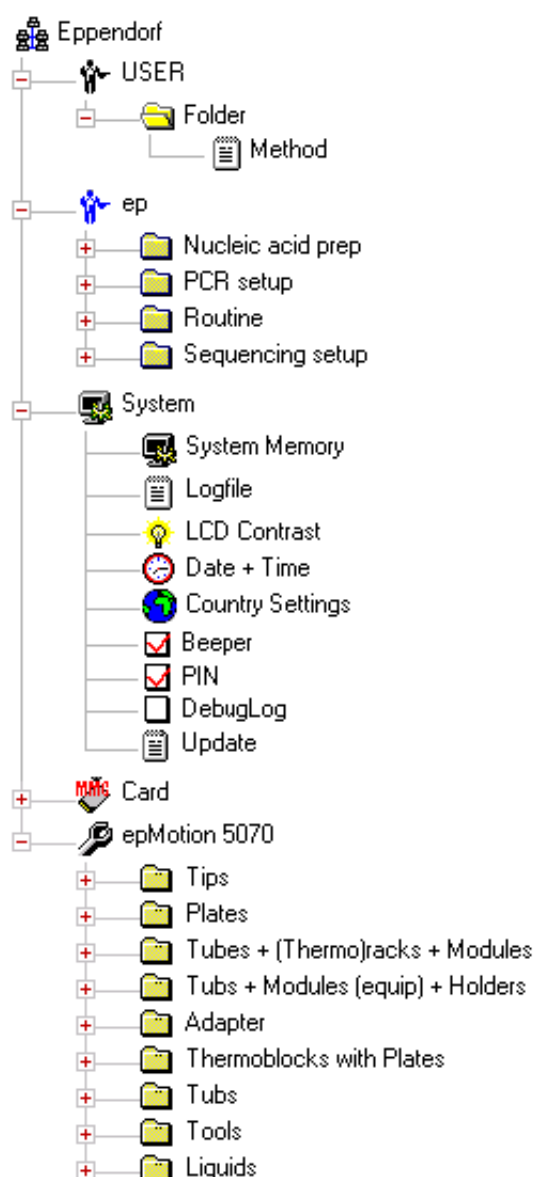 Eppendorf
USER
Folder
Method
ep
Nucleic acid prep
PCR setup
Routine
Sequencing setup
System
System Memory
Logfile
LCD Contrast
Date + Time
Country Settings
Beeper
PIN
DebugLog
Update
MMC Card
epMotion 5070
Tips
Plates
Tubes + (Thermo)racks + Modules
Tubs + Modules (equip) + Holders
Adapter
Thermoblocks with Plates
Tubs
Tools
Liquids